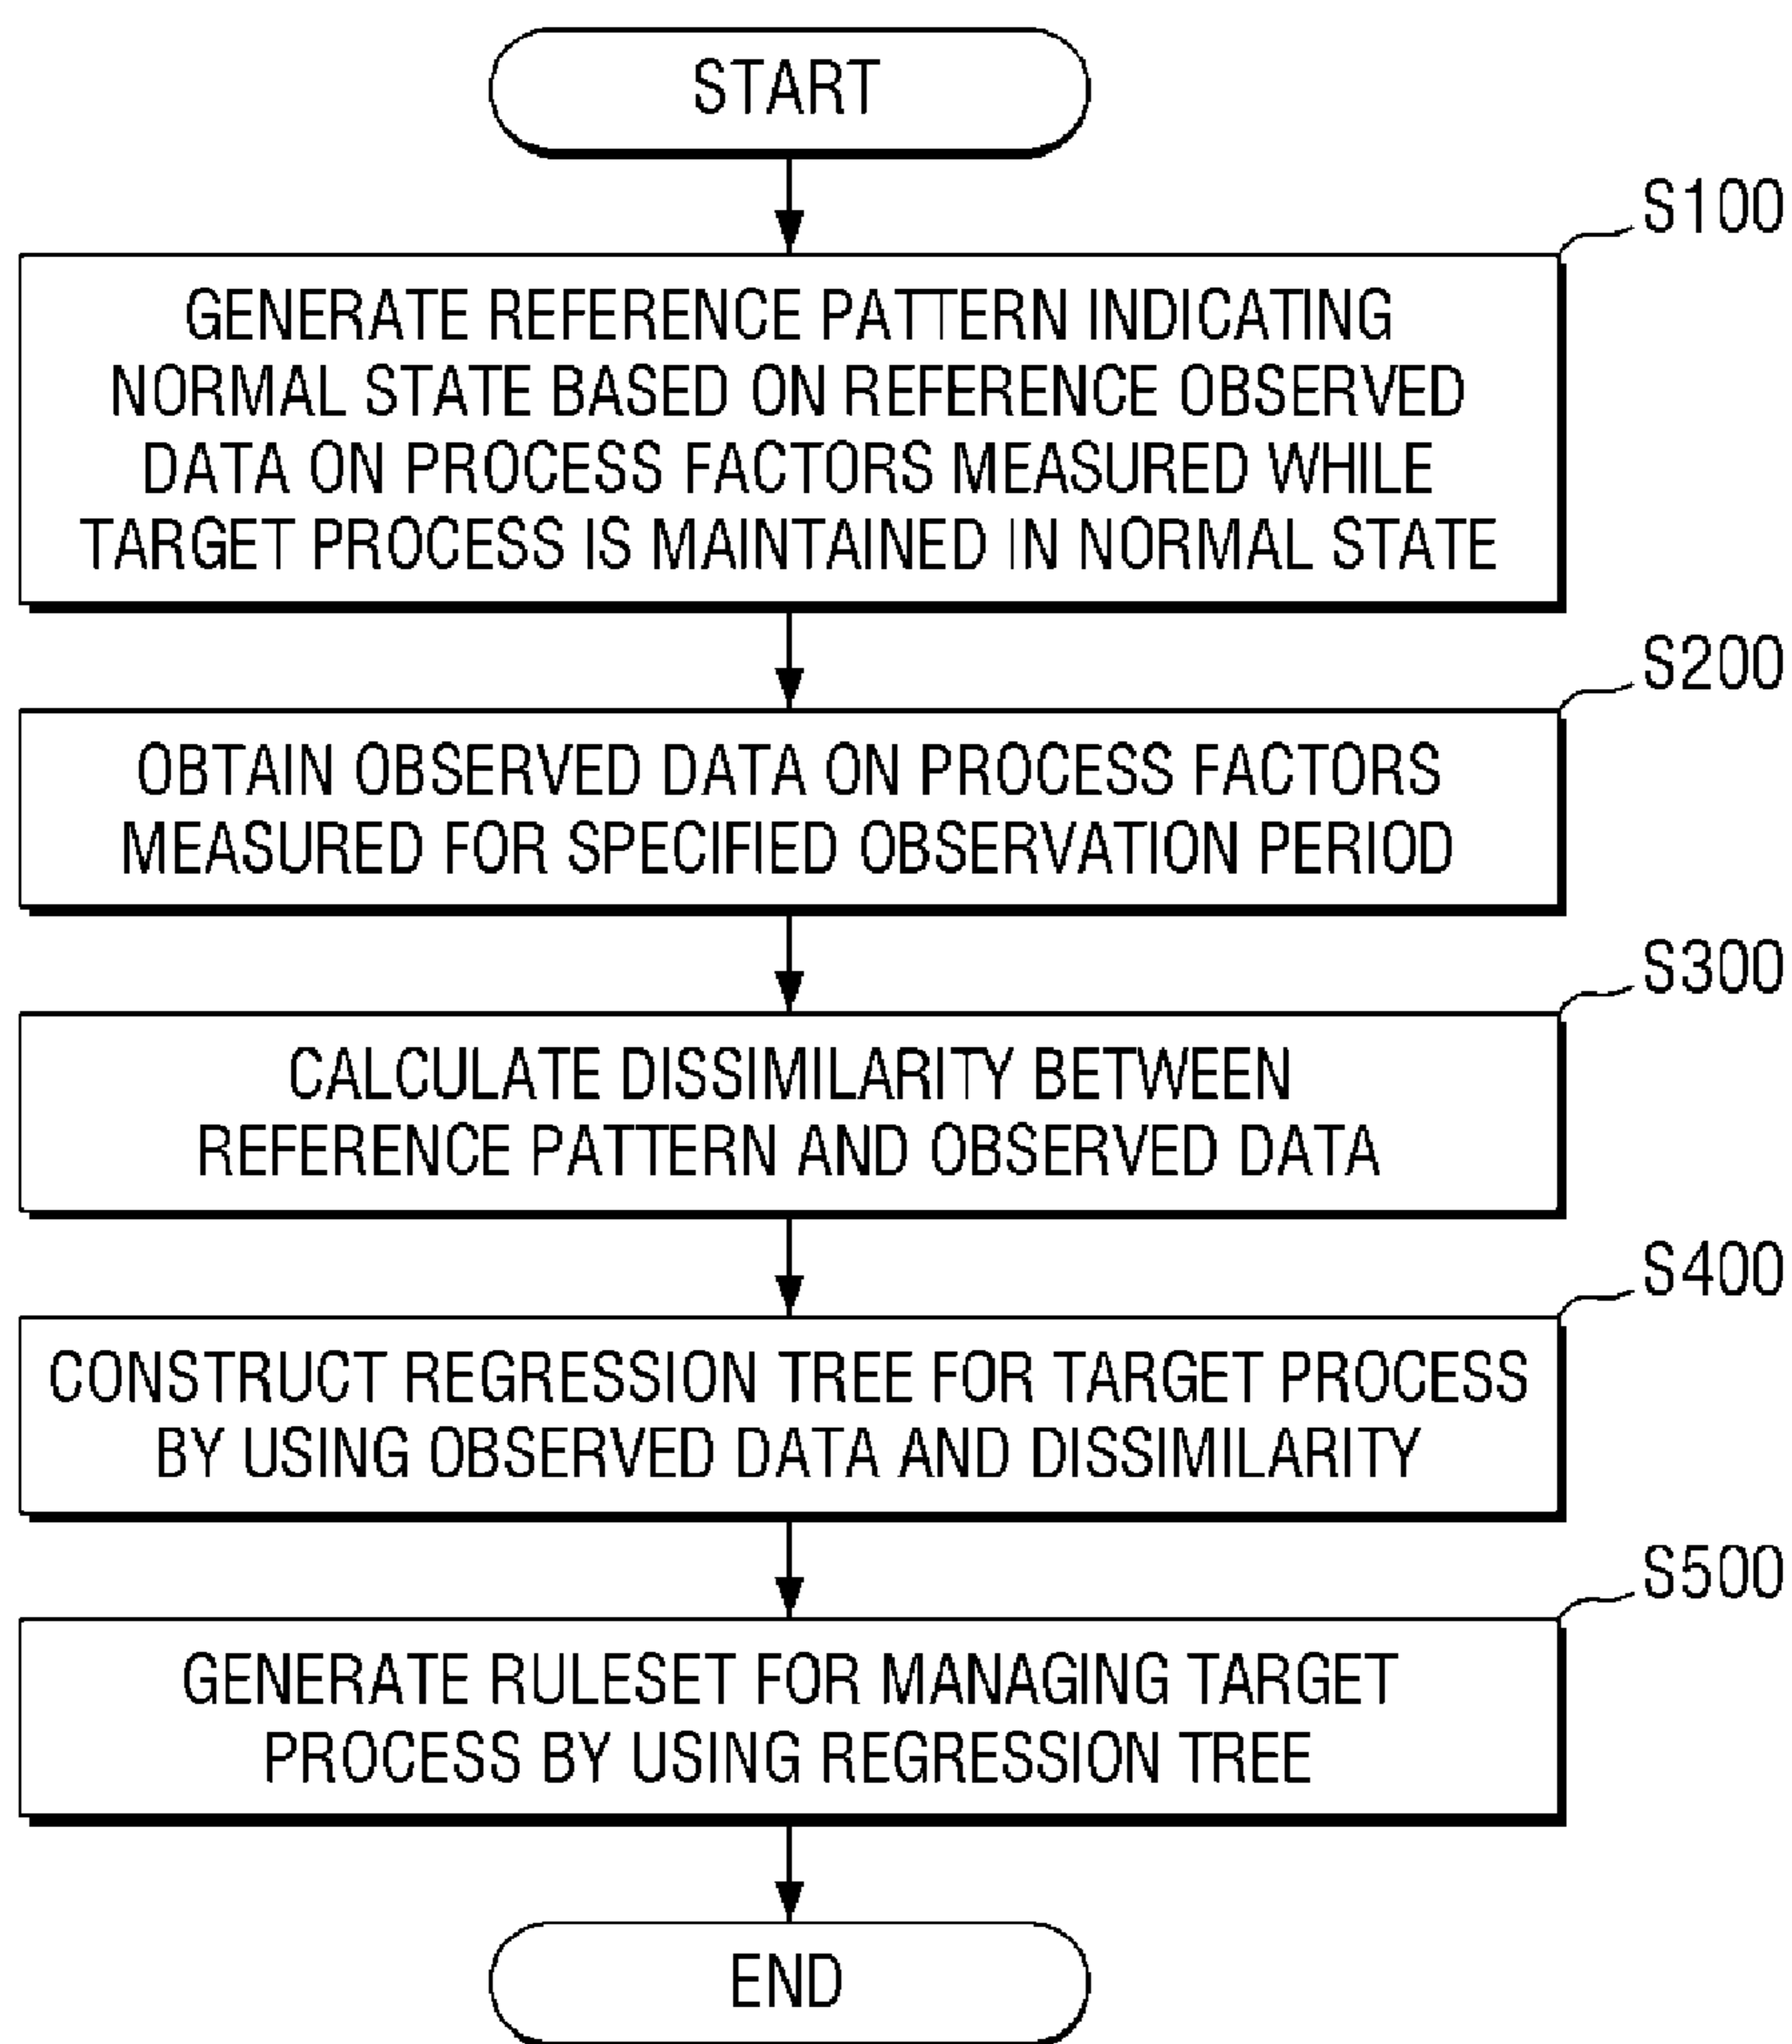 START
S100
GENERATE REFERENCE PATTERN INDICATING
NORMAL STATE BASED ON REFERENCE OBSERVED
DATA ON PROCESS FACTORS MEASURED WHILE
TARGET PROCESS IS MAINTAINED IN NORMAL STATE
S200
OBTAIN OBSERVED DATA ON PROCESS FACTORS
MEASURED FOR SPECIFIED OBSERVATION PERIOD
S300
CALCULATE DISSIMILARITY BETWEEN
REFERENCE PATTERN AND OBSERVED DATA
S400
CONSTRUCT REGRESSION TREE FOR TARGET PROCESS
BY USING OBSERVED DATA AND DISSIMILARITY
S500
GENERATE RULESET FOR MANAGING TARGET
PROCESS BY USING REGRESSION TREE
END